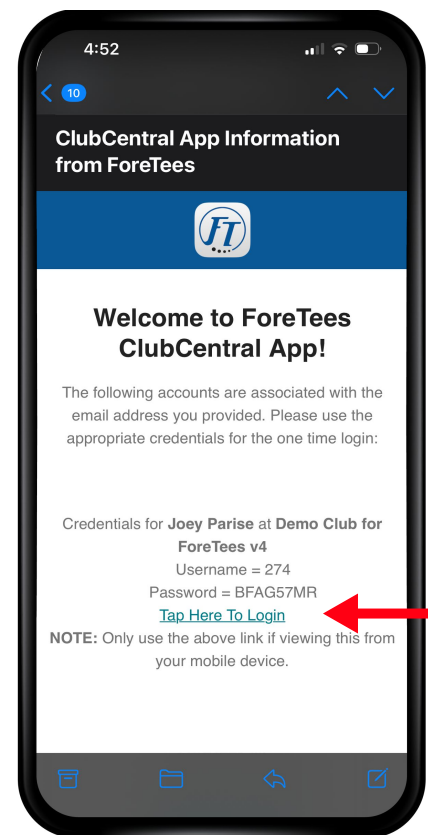 4:52
10
ClubCentral App Information
from ForeTees
FT
Welcome to ForeTees
ClubCentral App!
The following accounts are associated with the
email address you provided. Please use the
appropriate credentials for the one time login:
Credentials for Joey Parise at Demo Club for
ForeTees v4
Username = 274
Password = BFAG57MR
Tap Here To Login
NOTE: Only use the above link if viewing this from
your mobile device.